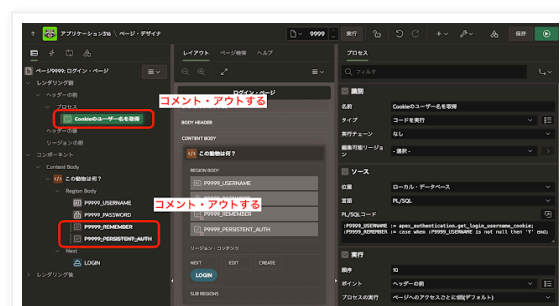 アプリケーション316 \ ページ・デザイナ
9999
実行
保存
レイアウト
ページ検索
ヘルプ
プロセス
ページ9999: ログイン・ページ
レンダリング前
ヘッダーの前
プロセス
Cookieのユーザー名を取得
ヘッダーの後
リージョンの前
コンポーネント
Content Body
この動物は何?
Region Body
P9999_USERNAME
P9999_PASSWORD
P9999_REMEMBER
P9999_PERSISTENT_AUTH
Next
LOGIN
レンダリング後
コメント・アウトする
コメント・アウトする
ログイン・ページ
BODY HEADER
CONTENT BODY
この動物は何?
REGION BODY
P9999_USERNAME
P9999_REMEMBER
P9999_PERSISTENT_AUTH
リージョン・コンテンツ
NEXT
EDIT
CREATE
LOGIN
SUB REGIONS
フィルタ
識別
名前
Cookieのユーザー名を取得
タイプ
コードを実行
実行チェーン
なし
編集可能リージョン
- 選択 -
ソース
位置
ローカル・データベース
言語
PL/SQL
PL/SQLコード
:P9999_USERNAME := apex_authentication.get_login_username_cookie;
:P9999_REMEMBER := case when :P9999_USERNAME is not null then 'Y' end;
実行
順序
10
ポイント
ヘッダーの前
プロセスの実行
ページへのアクセスごとに1回(デフォルト)